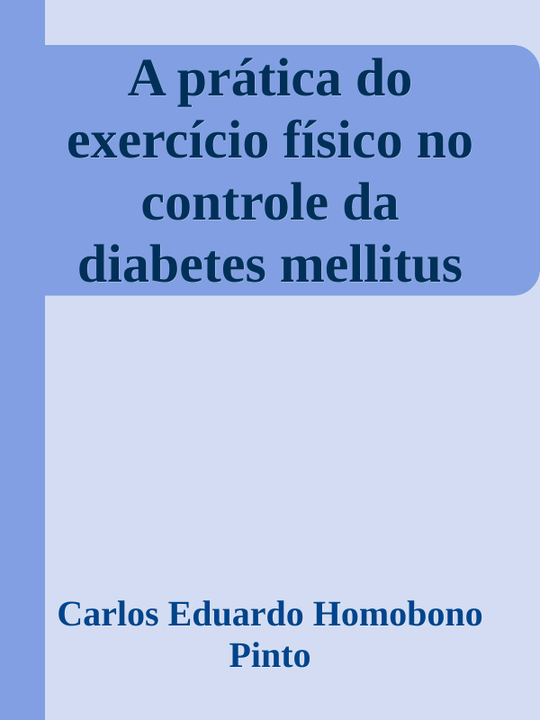 A prática do
exercício físico no
controle da
diabetes mellitus
Carlos Eduardo Homobono
Pinto